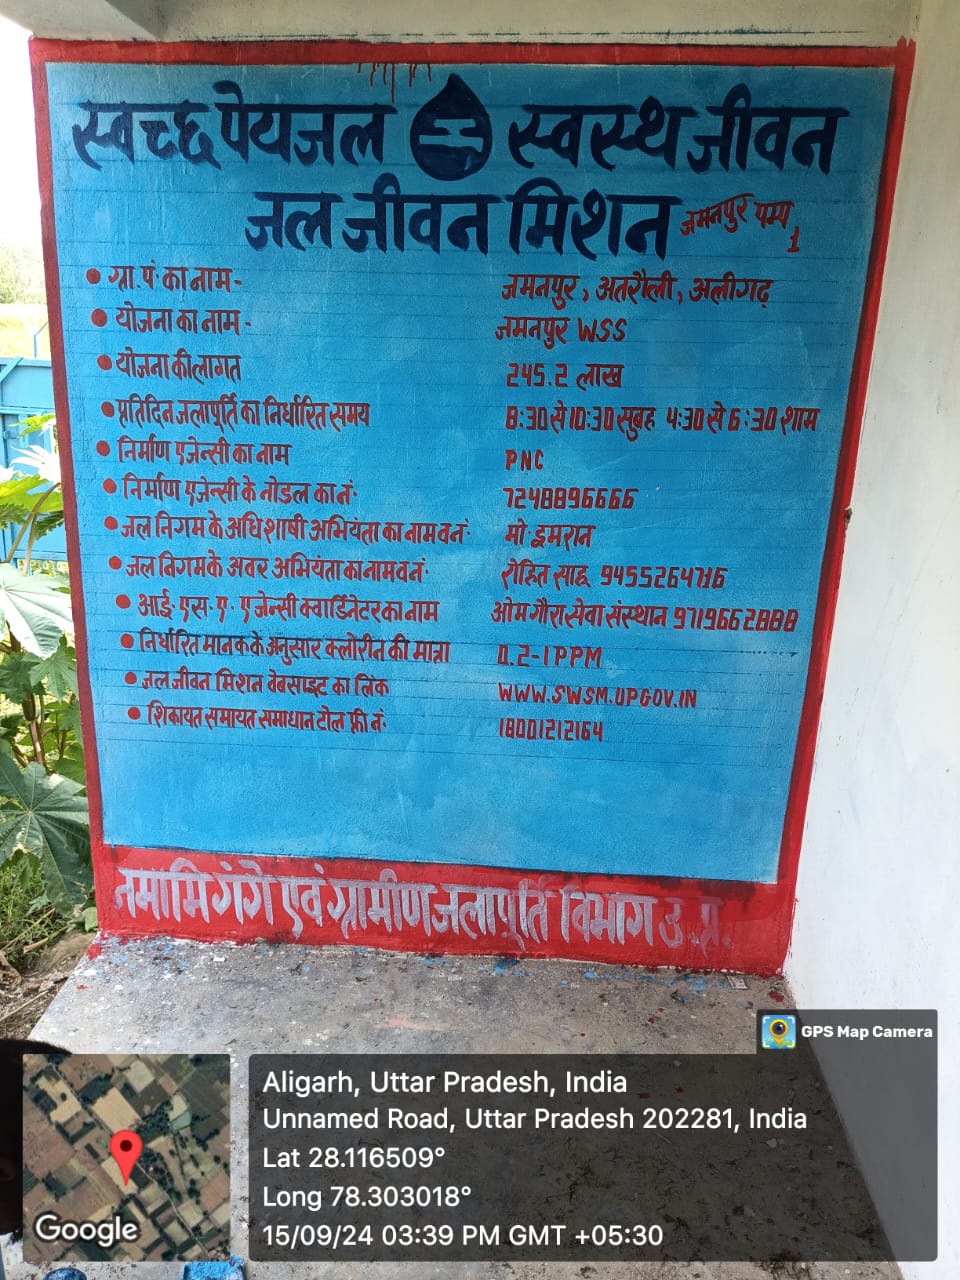 स्वच्छ पेयजल स्वस्थ जीवन
जल जीवन मिशन जमनपुर पम्प 1
• ग्रा.पं. का नाम- जमनपुर, अतरौली, अलीगढ़
• योजना का नाम- जमनपुर WSS
• योजना की लागत 245.2 लाख
• प्रतिदिन जलापूर्ति का निर्धारित समय 8:30 से 10:30 सुबह 4:30 से 6:30 शाम
• निर्माण एजेन्सी का नाम PNC
• निर्माण एजेन्सी के नोडल का नं. 7248896666
• जल निगम के अधिशाषी अभियंता का नाम व नं. मो. इमरान
• जल निगम के अवर अभियंता का नाम व नं. रोहित साहू 9455264716
• आई. एस. ए. एजेन्सी क्वार्डिनेटर का नाम ओम गौरा सेवा संस्थान 9719662888
• निर्धारित मानक के अनुसार क्लोरीन की मात्रा 0.2-1 PPM
• जल जीवन मिशन वेबसाइट का लिंक WWW.SWSM.UPGOV.IN
• शिकायत समायत समाधान टोल फ्री नं. 18001212164
नमामि गंगे एवं ग्रामीण जलापूर्ति विभाग उ.प्र.
GPS Map Camera
Aligarh, Uttar Pradesh, India
Unnamed Road, Uttar Pradesh 202281, India
Lat 28.116509°
Long 78.303018°
15/09/24 03:39 PM GMT +05:30
Google